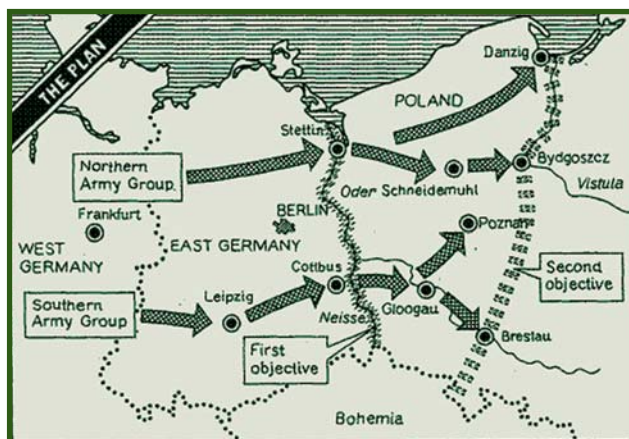 THE PLAN
Danzig
POLAND
Stettin
Northern
Army Group.
Bydgoszcz
Oder Schneidemuhl
Vistula
BERLIN
Frankfurt
Poznan
EAST GERMANY
WEST
GERMANY
Cottbus
Second
objective
Leipzig
Southern
Army Group
Neisse
Gloogau
First
objective
Breslau
Bohemia